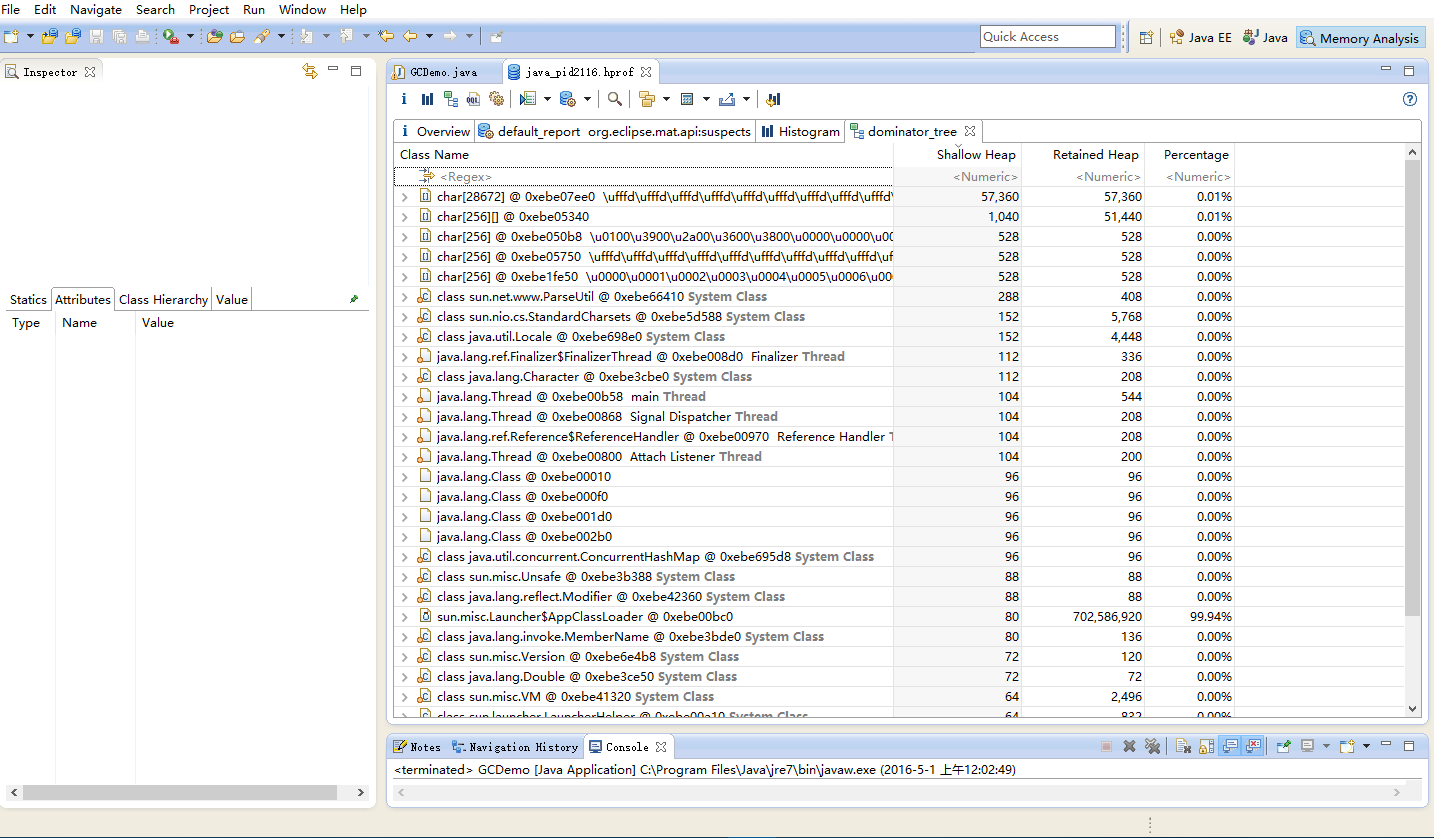 File Edit Navigate Search Project Run Window Help
Quick Access Java EE Java Memory Analysis
Inspector
Statics Attributes Class Hierarchy Value
Type Name Value
GCDemo.java java_pid2116.hprof
i OQL
i Overview default_report org.eclipse.mat.api:suspects Histogram dominator_tree
Class Name Shallow Heap Retained Heap Percentage
<Regex> <Numeric> <Numeric> <Numeric>
char[28672] @ 0xebe07ee0 \ufffd\ufffd\ufffd\ufffd\ufffd\ufffd\ufffd\ufffd\ufffd\ 57,360 57,360 0.01%
char[256][] @ 0xebe05340 1,040 51,440 0.01%
char[256] @ 0xebe050b8 \u0100\u3900\u2a00\u3600\u3800\u0000\u0000\u00 528 528 0.00%
char[256] @ 0xebe05750 \ufffd\ufffd\ufffd\ufffd\ufffd\ufffd\ufffd\ufffd\ufffd\uf 528 528 0.00%
char[256] @ 0xebe1fe50 \u0000\u0001\u0002\u0003\u0004\u0005\u0006\u00 528 528 0.00%
class sun.net.www.ParseUtil @ 0xebe66410 System Class 288 408 0.00%
class sun.nio.cs.StandardCharsets @ 0xebe5d588 System Class 152 5,768 0.00%
class java.util.Locale @ 0xebe698e0 System Class 152 4,448 0.00%
java.lang.ref.Finalizer$FinalizerThread @ 0xebe008d0 Finalizer Thread 112 336 0.00%
class java.lang.Character @ 0xebe3cbe0 System Class 112 208 0.00%
java.lang.Thread @ 0xebe00b58 main Thread 104 544 0.00%
java.lang.Thread @ 0xebe00868 Signal Dispatcher Thread 104 208 0.00%
java.lang.ref.Reference$ReferenceHandler @ 0xebe00970 Reference Handler T 104 208 0.00%
java.lang.Thread @ 0xebe00800 Attach Listener Thread 104 200 0.00%
java.lang.Class @ 0xebe00010 96 96 0.00%
java.lang.Class @ 0xebe000f0 96 96 0.00%
java.lang.Class @ 0xebe001d0 96 96 0.00%
java.lang.Class @ 0xebe002b0 96 96 0.00%
class java.util.concurrent.ConcurrentHashMap @ 0xebe695d8 System Class 96 96 0.00%
class sun.misc.Unsafe @ 0xebe3b388 System Class 88 88 0.00%
class java.lang.reflect.Modifier @ 0xebe42360 System Class 88 88 0.00%
sun.misc.Launcher$AppClassLoader @ 0xebe00bc0 80 702,586,920 99.94%
class java.lang.invoke.MemberName @ 0xebe3bde0 System Class 80 136 0.00%
class sun.misc.Version @ 0xebe6e4b8 System Class 72 120 0.00%
class java.lang.Double @ 0xebe3ce50 System Class 72 72 0.00%
class sun.misc.VM @ 0xebe41320 System Class 64 2,496 0.00%
class sun.launcher.LauncherHelper @ 0xebe00a10 System Class 64 832 0.00%
Notes Navigation History Console
<terminated> GCDemo [Java Application] C:\Program Files\Java\jre7\bin\javaw.exe (2016-5-1 上午12:02:49)